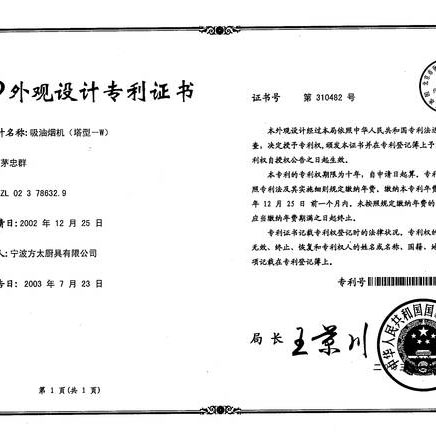 外观设计专利证书
计名称: 吸油烟机（塔型一W）
茅忠群
ZL 02 3 78632.9
请日: 2002 年 12 月 25 日
人: 宁波方太厨具有限公司
告日: 2003 年 7 月 23 日
第 1 页(共 1 页)
证书号 第 310482 号
本外观设计经过本局依照中华人民共和国专利法进
查, 决定授予专利权, 颁发本证书并在专利登记簿上予
利权自授权公告之日起生效。
本专利的专利权期限为十年, 自申请日起算。专利
照专利法及其实施细则规定缴纳年费。缴纳本专利年费
年 12 月 25 日 前一个月内。未按照规定缴纳年费的
应当缴纳年费期满之日起终止。
专利证书记载专利权登记时的法律状况。专利权的
无效、终止、恢复和专利权人的姓名或名称、国籍、地
项记载在专利登记簿上。
专利号
局长 王景川
中华人民共和国国